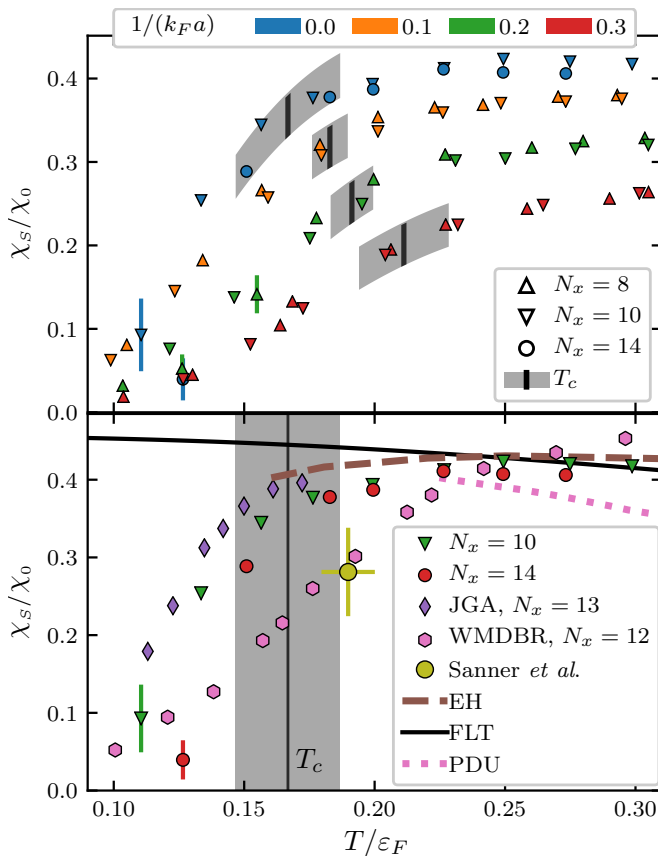 1/(k_F a) 0.0 0.1 0.2 0.3
0.4
0.3
0.2
0.1
0.0
χ_S/χ_0
N_x = 8
N_x = 10
N_x = 14
T_c
0.4
0.3
0.2
0.1
0.0
χ_S/χ_0
T_c
N_x = 10
N_x = 14
JGA, N_x = 13
WMDBR, N_x = 12
Sanner et al.
EH
FLT
PDU
0.10 0.15 0.20 0.25 0.30
T/ε_F